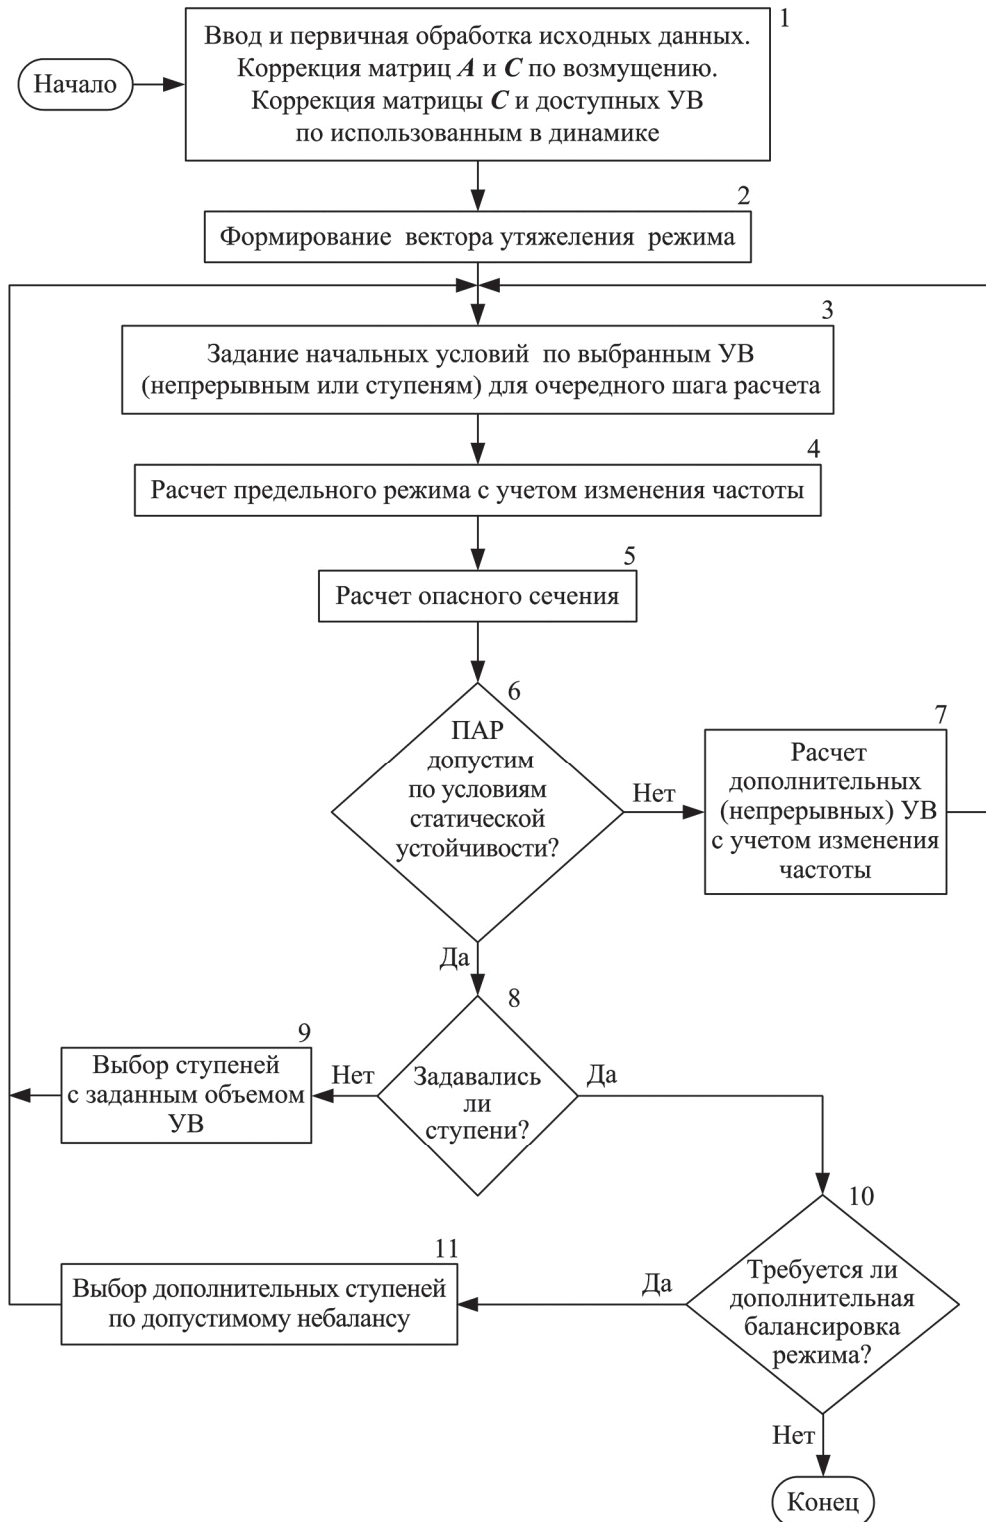 1
Ввод и первичная обработка исходных данных.
Коррекция матриц A и C по возмущению.
Коррекция матрицы C и доступных УВ
по использованным в динамике
Начало
2
Формирование вектора утяжеления режима
3
Задание начальных условий по выбранным УВ
(непрерывным или ступеням) для очередного шага расчета
4
Расчет предельного режима с учетом изменения частоты
5
Расчет опасного сечения
6
ПАР
допустим
по условиям
статической
устойчивости?
Нет
7
Расчет
дополнительных
(непрерывных) УВ
с учетом изменения
частоты
Да
8
Задавались
ли
ступени?
Нет
Да
9
Выбор ступеней
с заданным объемом
УВ
10
Требуется ли
дополнительная
балансировка
режима?
Да
11
Выбор дополнительных ступеней
по допустимому небалансу
Нет
Конец